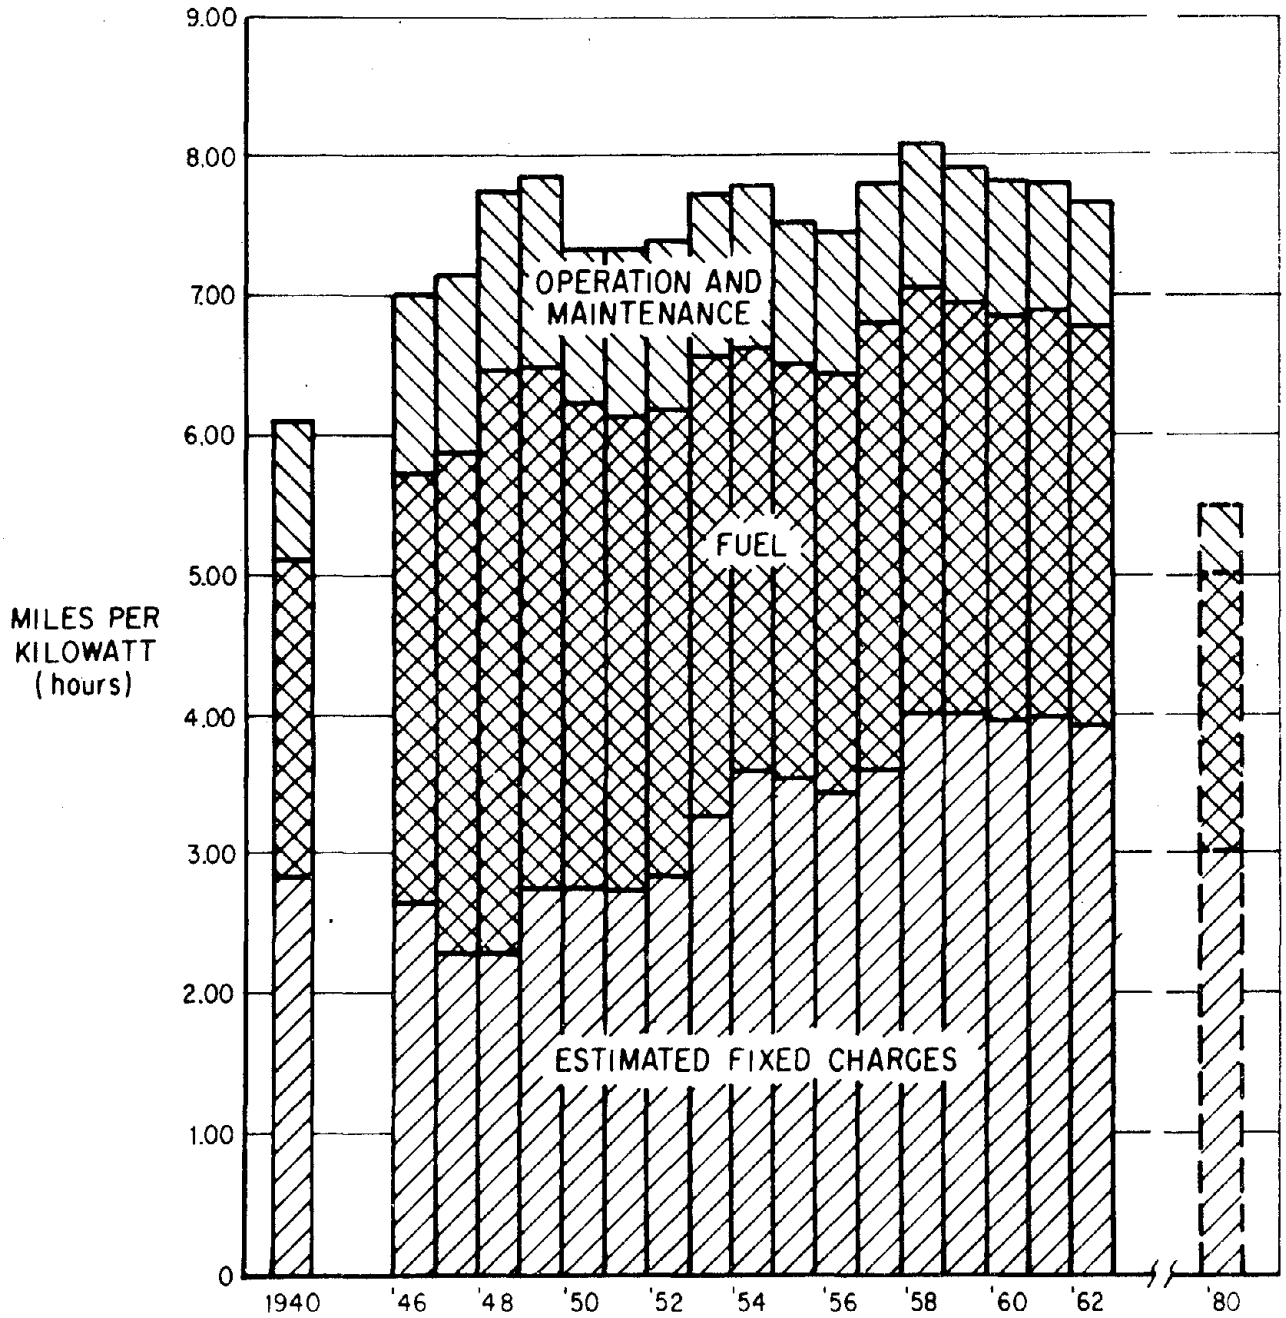 9.00
8.00
7.00
6.00
5.00
4.00
3.00
2.00
1.00
0
MILES PER
KILOWATT
(hours)
OPERATION AND
MAINTENANCE
FUEL
ESTIMATED FIXED CHARGES
1940 '46 '48 '50 '52 '54 '56 '58 '60 '62 '80